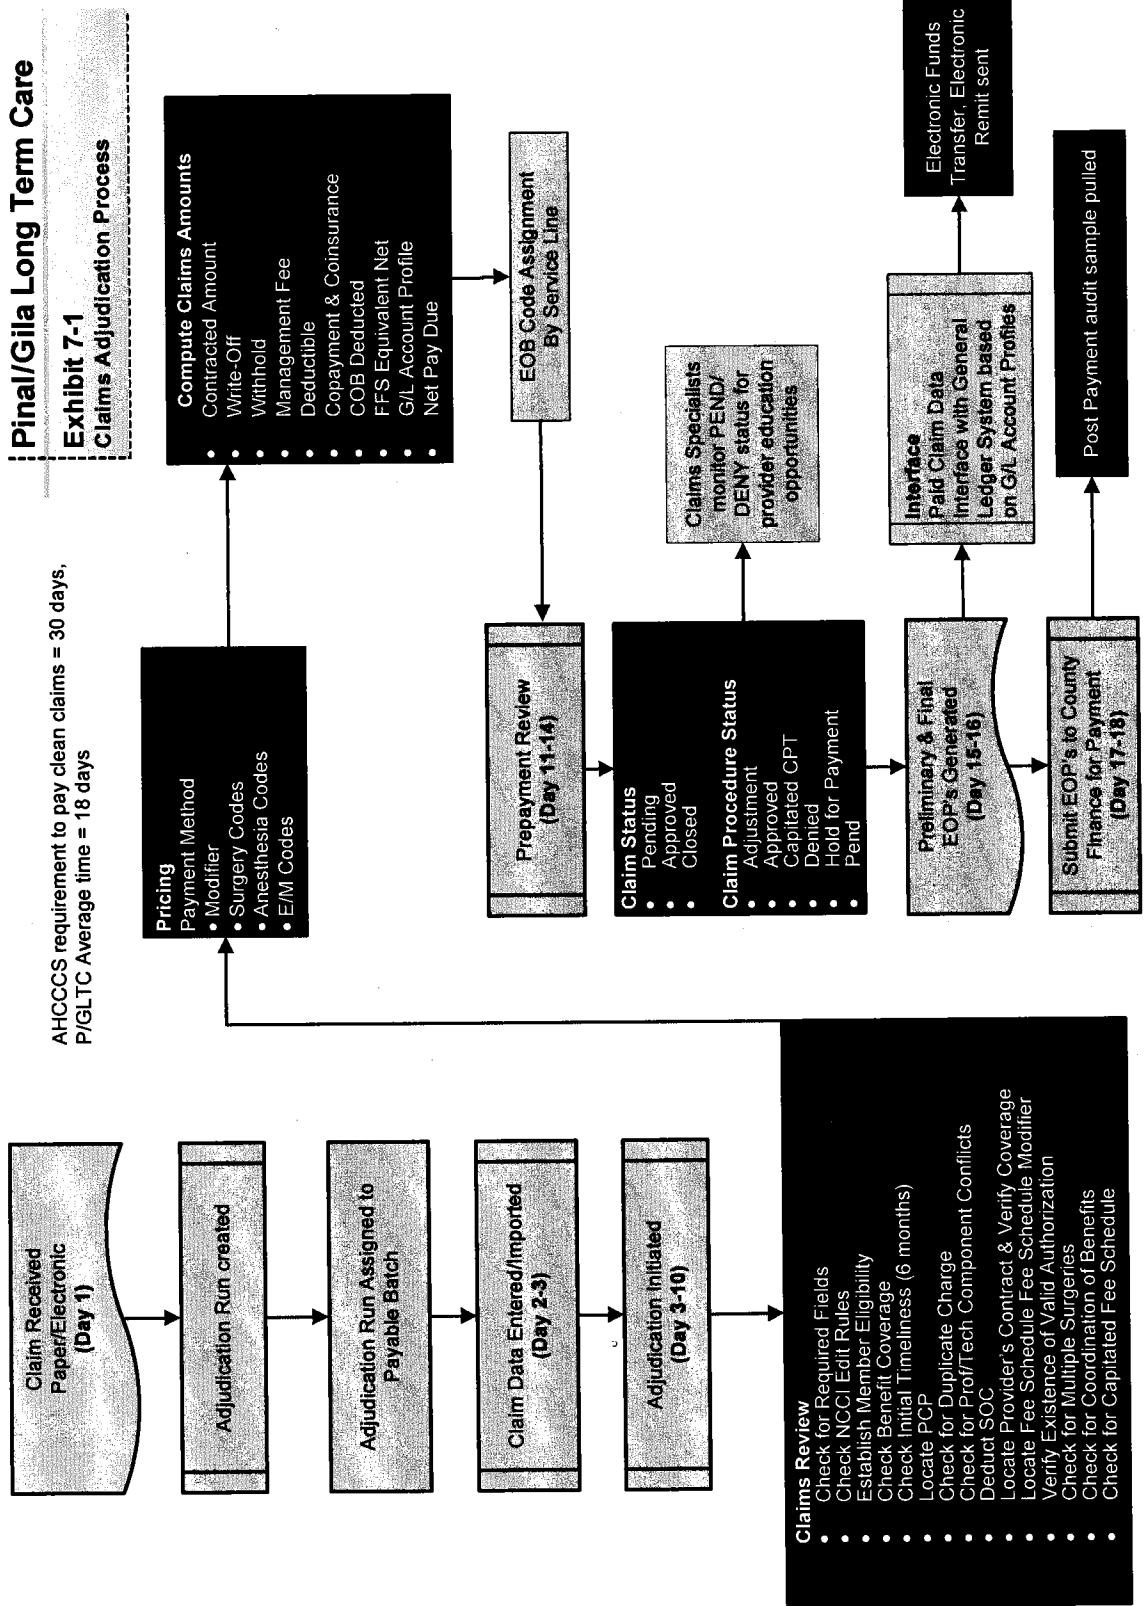 Pinal/Gila Long Term Care
Exhibit 7-1
Claims Adjudication Process
AHCCCS requirement to pay clean claims = 30 days,
P/GLTC Average time = 18 days
Claim Received
Paper/Electronic
(Day 1)
Adjudication Run created
Adjudication Run Assigned to
Payable Batch
Claim Data Entered/Imported
(Day 2-3)
Adjudication Initiated
(Day 3-10)
Claims Review
• Check for Required Fields
• Check NCCI Edit Rules
• Establish Member Eligibility
• Check Benefit Coverage
• Check Initial Timeliness (6 months)
• Locate PCP
• Check for Duplicate Charge
• Check for Prof/Tech Component Conflicts
• Deduct SOC
• Locate Provider's Contract & Verify Coverage
• Locate Fee Schedule Fee Schedule Modifier
• Verify Existence of Valid Authorization
• Check for Multiple Surgeries
• Check for Coordination of Benefits
• Check for Capitated Fee Schedule
Pricing
Payment Method
• Modifier
• Surgery Codes
• Anesthesia Codes
• E/M Codes
Compute Claims Amounts
• Contracted Amount
• Write-Off
• Withhold
• Management Fee
• Deductible
• Copayment & Coinsurance
• COB Deducted
• FFS Equivalent Net
• G/L Account Profile
• Net Pay Due
EOB Code Assignment
By Service Line
Prepayment Review
(Day 11-14)
Claim Status
• Pending
• Approved
• Closed
Claim Procedure Status
• Adjustment
• Approved
• Capitated CPT
• Denied
• Hold for Payment
• Pend
Claims Specialists
monitor PEND/
DENY status for
provider education
opportunities
Preliminary & Final
EOP's Generated
(Day 15-16)
Interface
Paid Claim Data
Interface with General
Ledger System based
on G/L Account Profiles
Electronic Funds
Transfer, Electronic
Remit sent
Submit EOP's to County
Finance for Payment
(Day 17-18)
Post Payment audit sample pulled